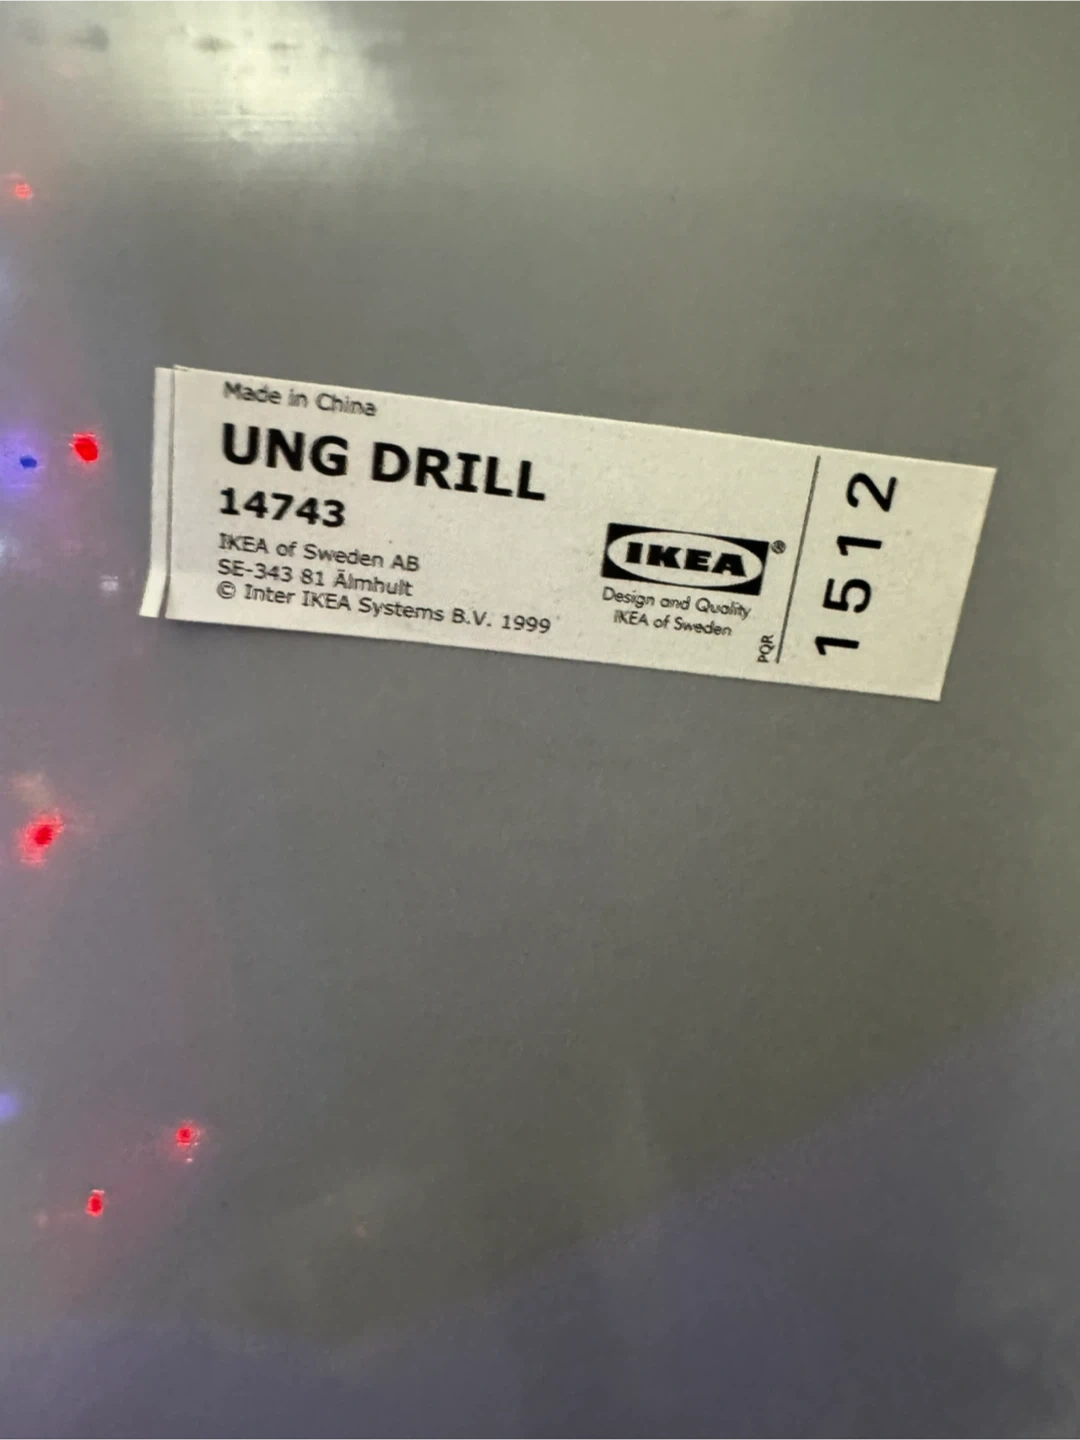 Made in China
UNG DRILL
14743
IKEA of Sweden AB
SE-343 81 Älmhult
© Inter IKEA Systems B.V. 1999
IKEA®
Design and Quality
IKEA of Sweden
PQR
1512